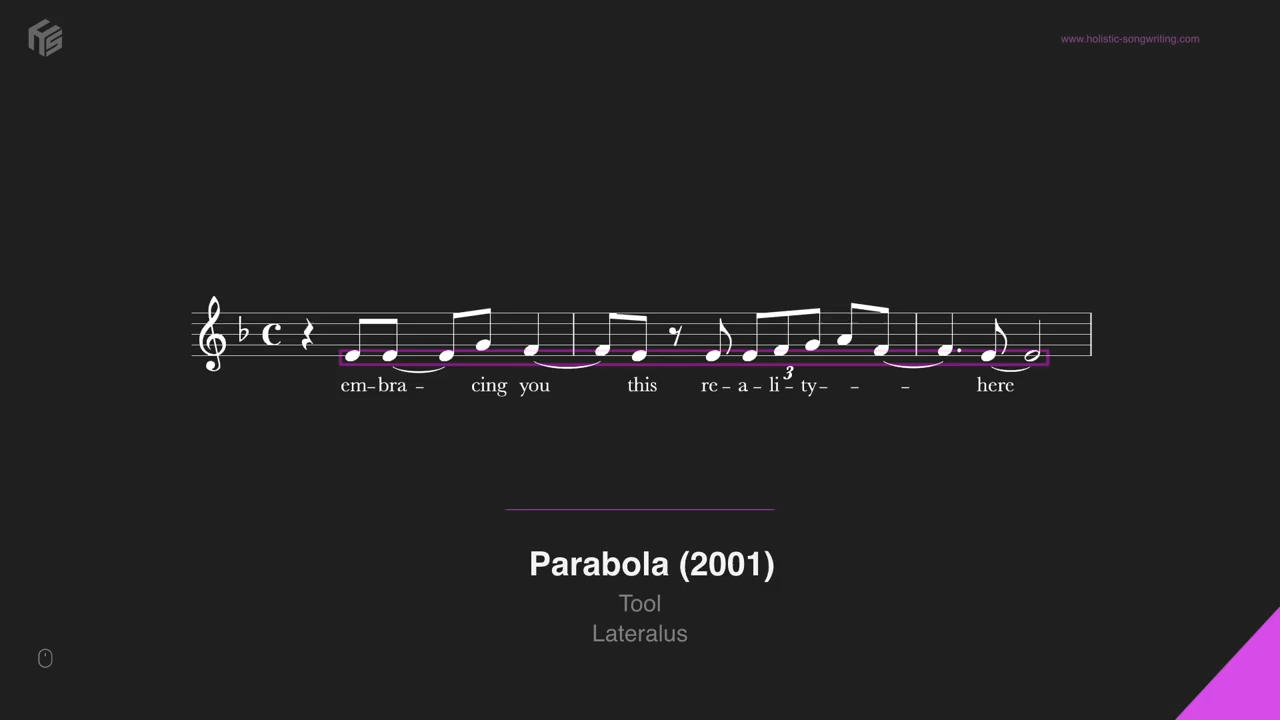 www.holistic-songwriting.com
3
em-bra - cing you this re - a - li - ty - - - here
Parabola (2001)
Tool
Lateralus